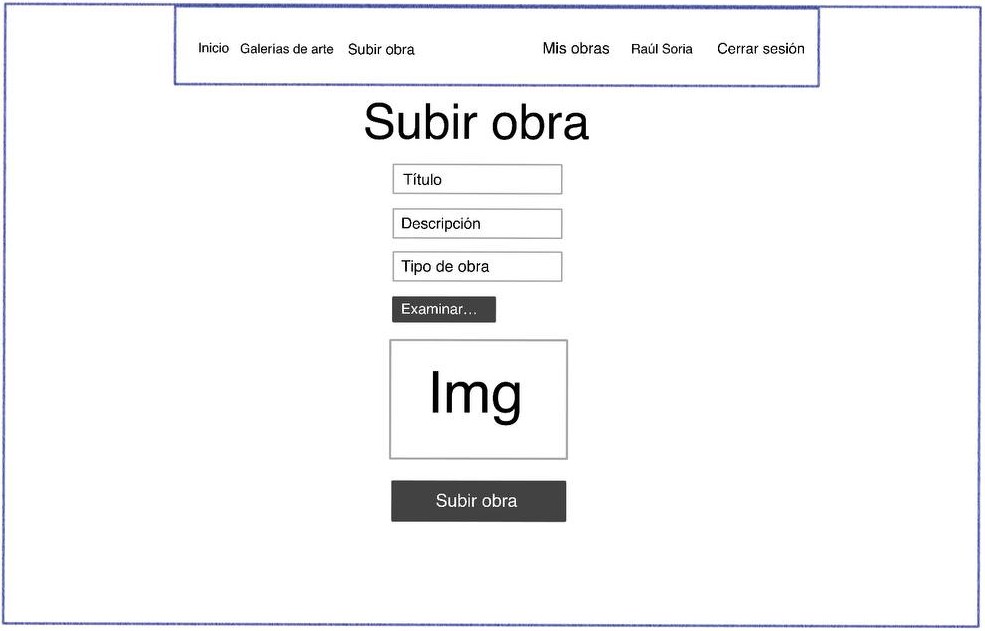 Inicio Galerías de arte Subir obra Mis obras Raúl Soria Cerrar sesión
Subir obra
Título
Descripción
Tipo de obra
Examinar...
Img
Subir obra